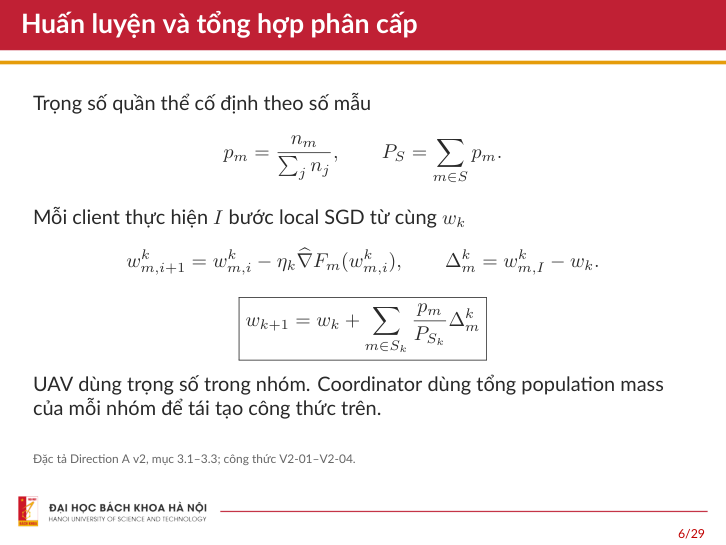 Huấn luyện và tổng hợp phân cấp
Trọng số quần thể cố định theo số mẫu
p_m = n_m / ∑_j n_j,  P_S = ∑_{m∈S} p_m.
Mỗi client thực hiện I bước local SGD từ cùng w_k
w^k_{m,i+1} = w^k_{m,i} − η_k ∇̂F_m(w^k_{m,i}),  Δ^k_m = w^k_{m,I} − w_k.
w_{k+1} = w_k + ∑_{m∈S_k} p_m / P_{S_k} Δ^k_m
UAV dùng trọng số trong nhóm. Coordinator dùng tổng population mass
của mỗi nhóm để tái tạo công thức trên.
Đặc tả Direction A v2, mục 3.1–3.3; công thức V2-01–V2-04.
ĐẠI HỌC BÁCH KHOA HÀ NỘI
HANOI UNIVERSITY OF SCIENCE AND TECHNOLOGY
6/29